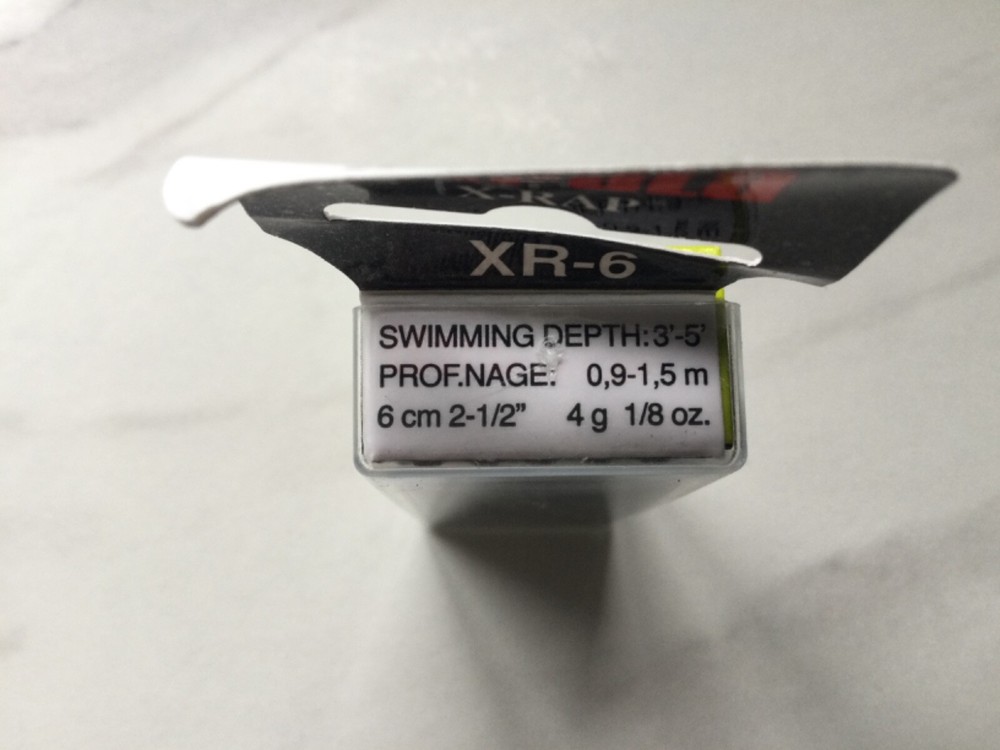 X-RAP
XR-6
SWIMMING DEPTH: 3'-5'
PROF.NAGE: 0,9-1,5 m
6 cm 2-1/2" 4 g 1/8 oz.